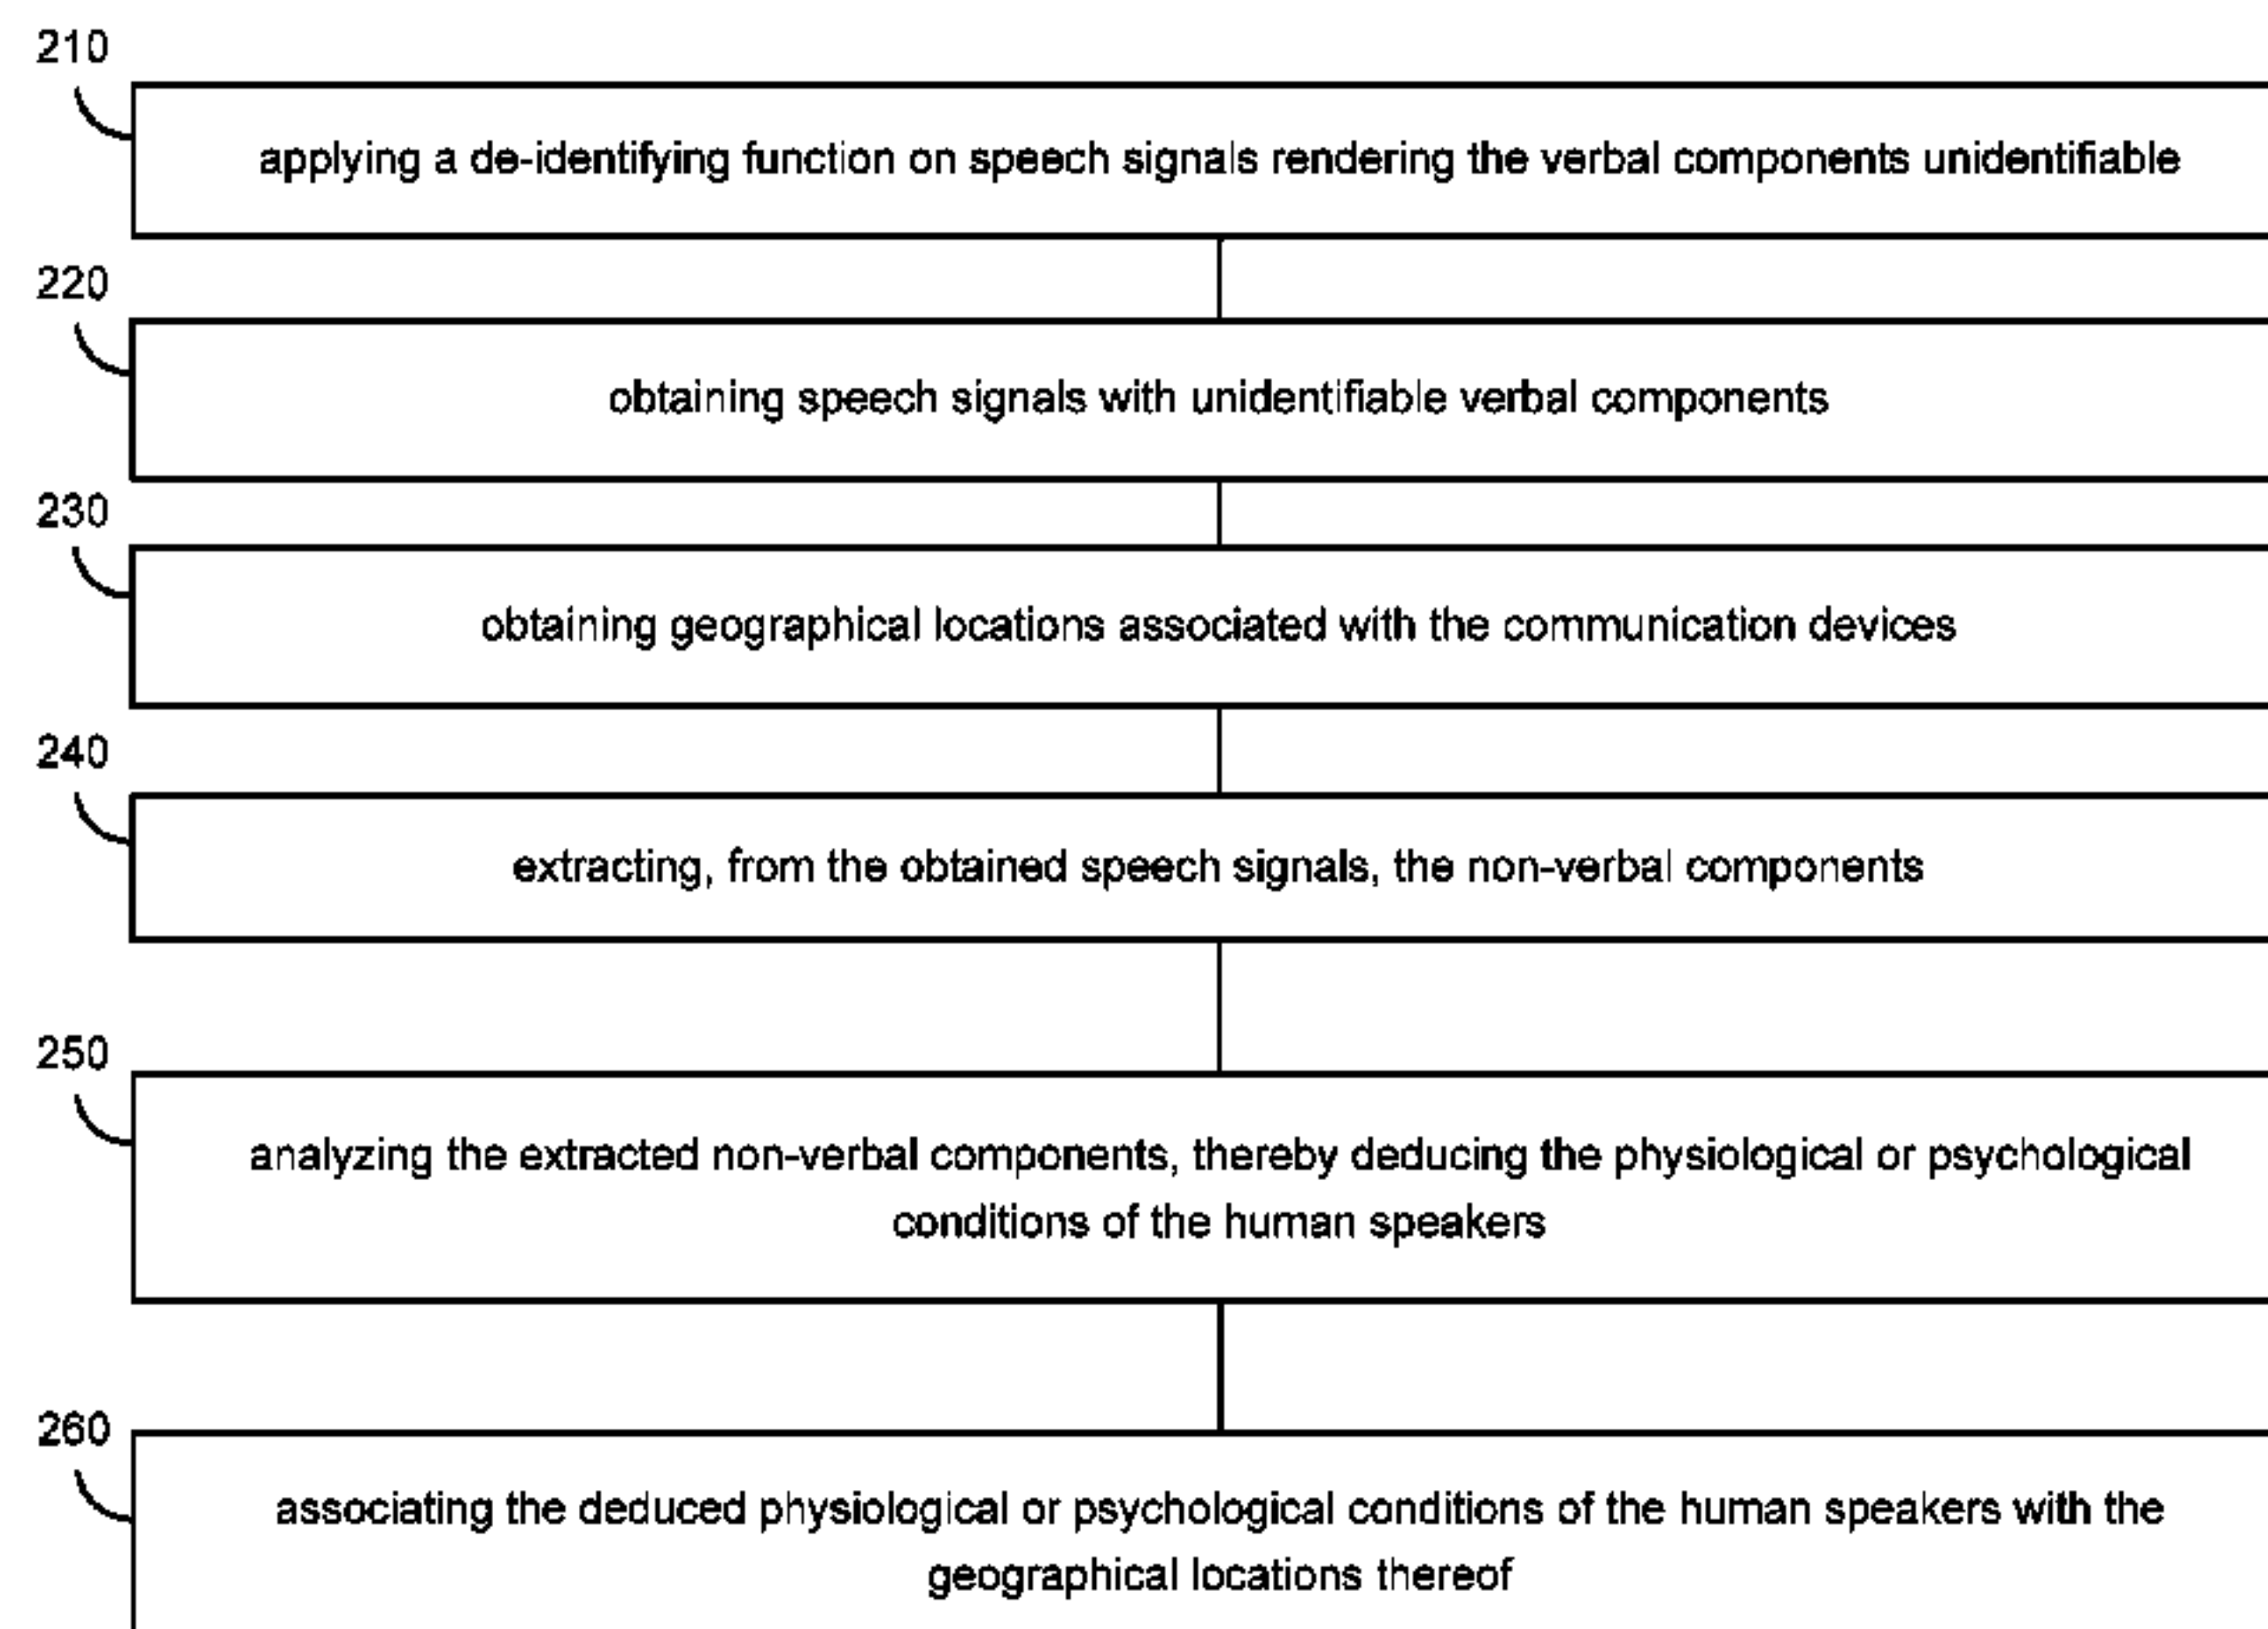 210
applying a de-identifying function on speech signals rendering the verbal components unidentifiable
220
obtaining speech signals with unidentifiable verbal components
230
obtaining geographical locations associated with the communication devices
240
extracting, from the obtained speech signals, the non-verbal components
250
analyzing the extracted non-verbal components, thereby deducing the physiological or psychological
conditions of the human speakers
260
associating the deduced physiological or psychological conditions of the human speakers with the
geographical locations thereof